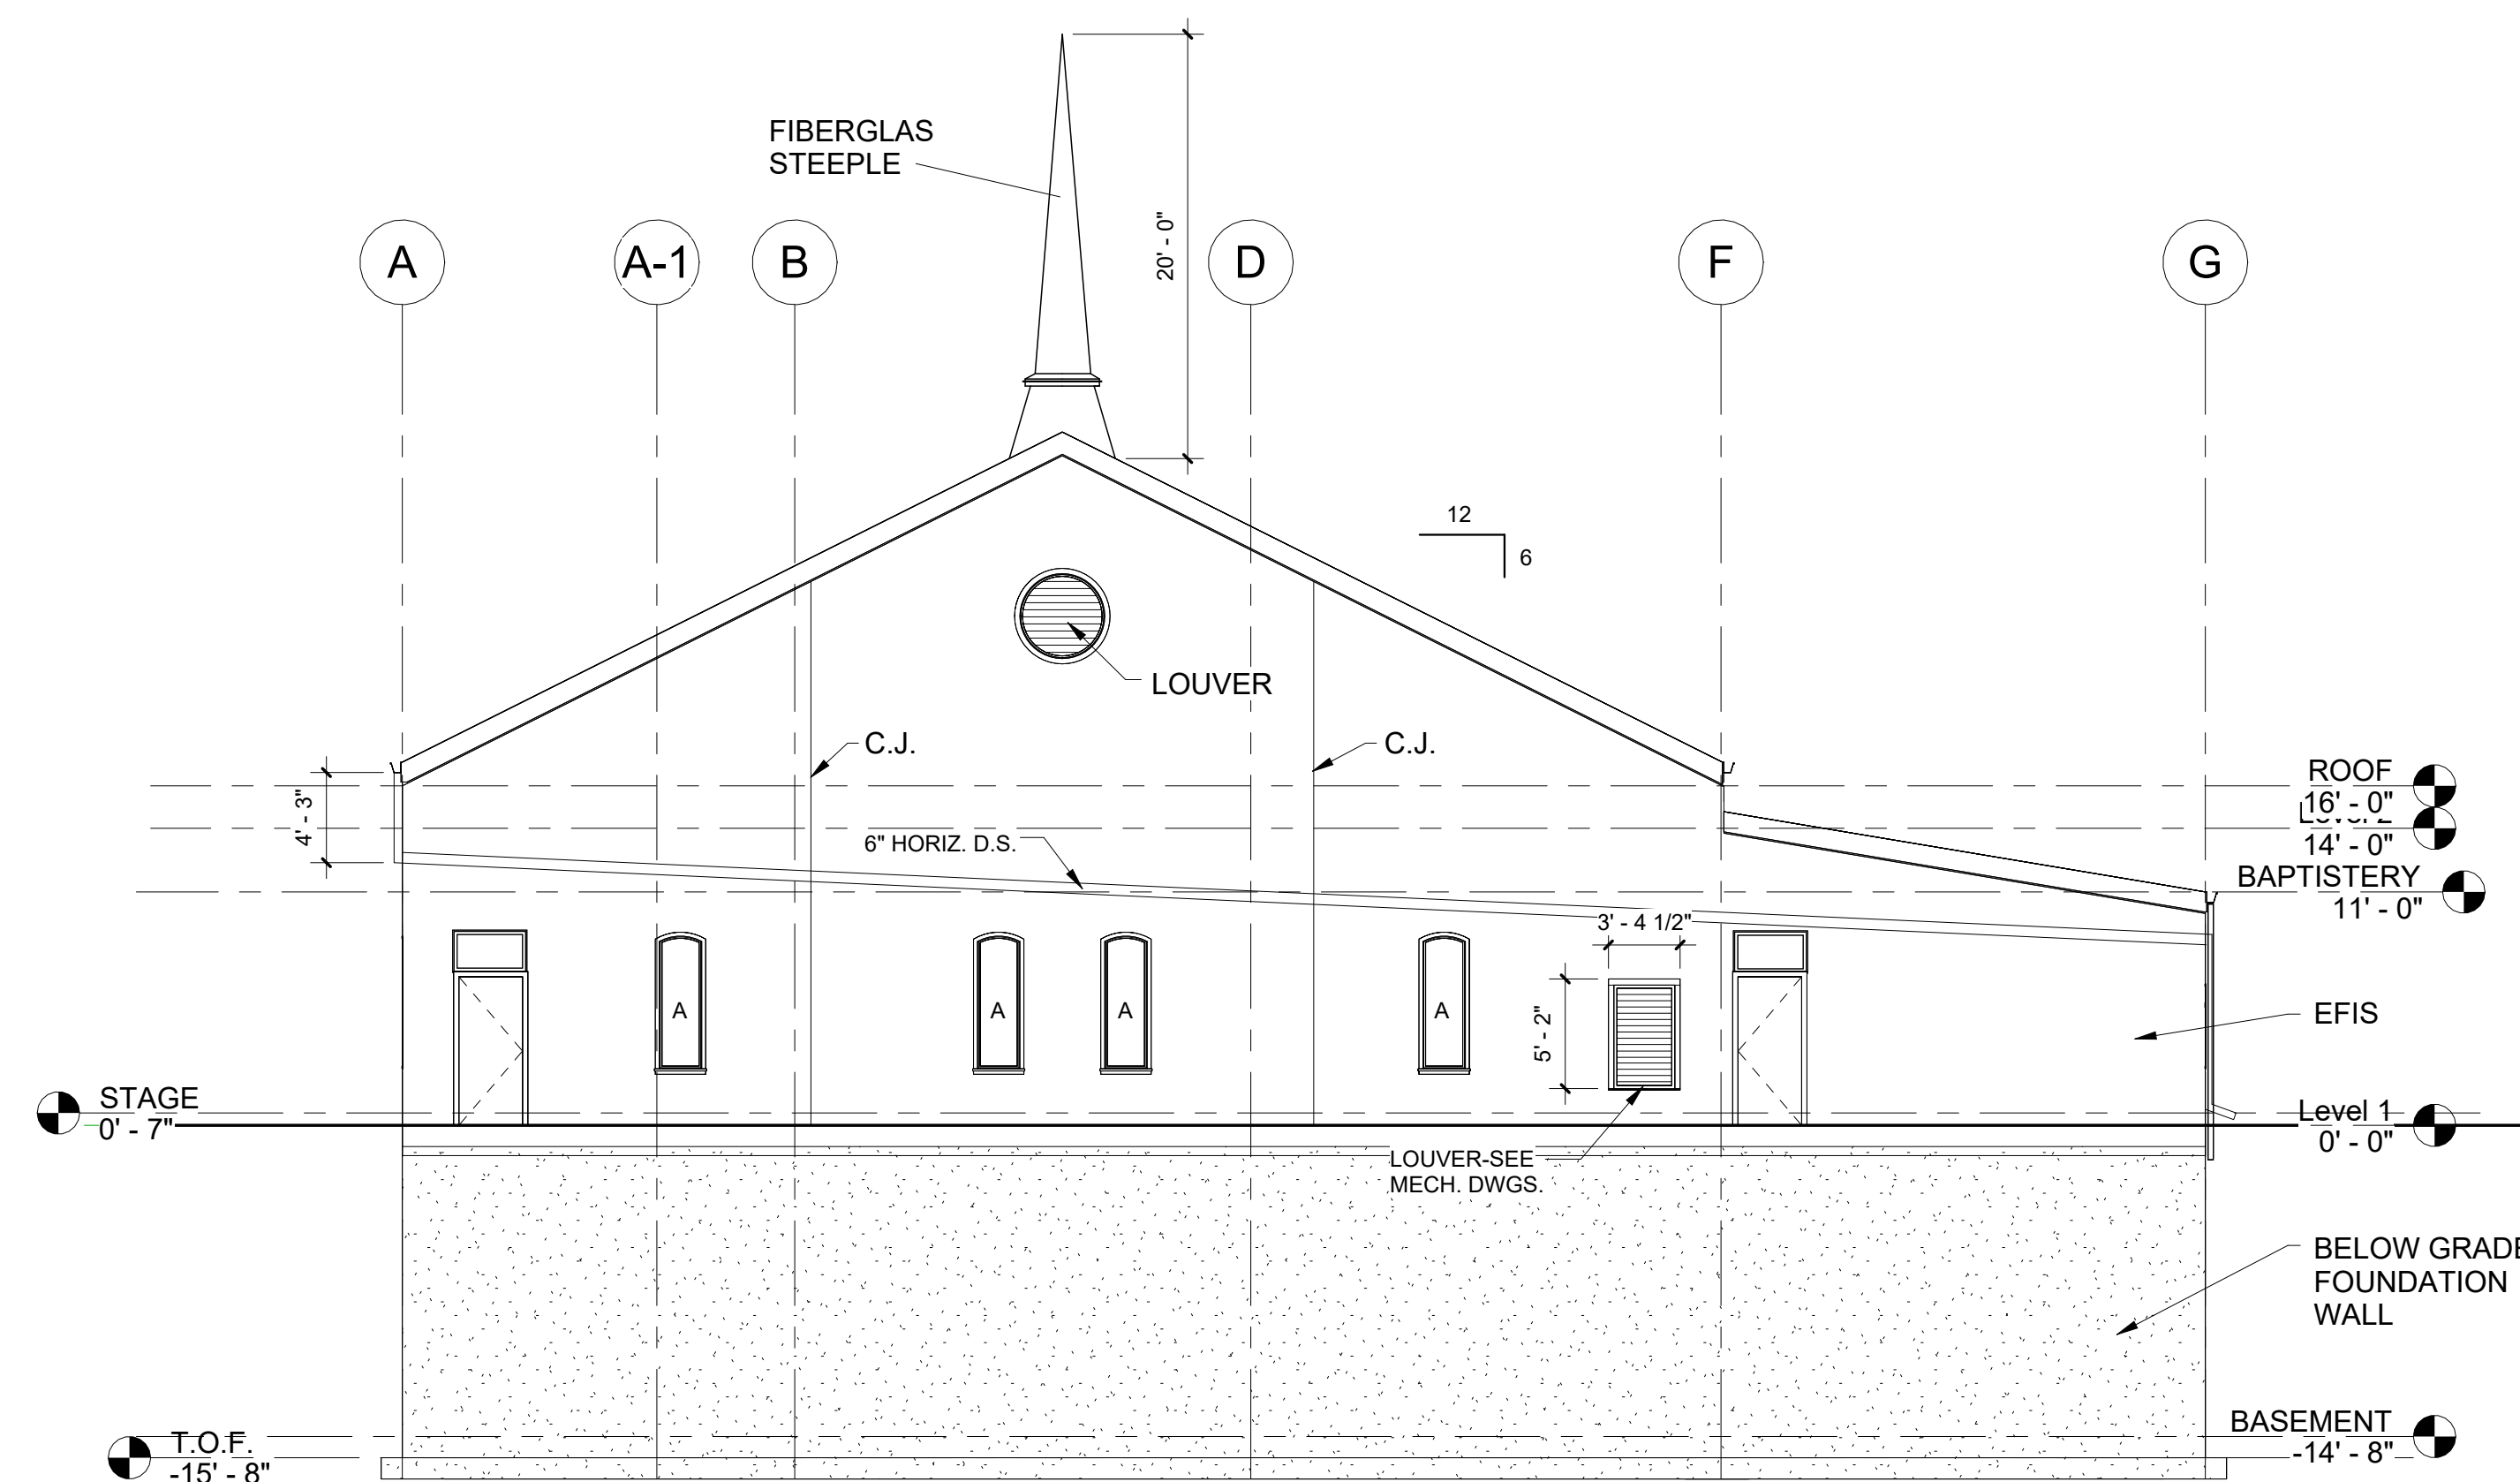 FIBERGLAS
STEEPLE
20' - 0"
A
A-1
B
D
F
G
12
6
LOUVER
C.J.
C.J.
ROOF
16' - 0"
14' - 0"
4' - 3"
6" HORIZ. D.S.
BAPTISTERY
11' - 0"
3' - 4 1/2"
A
A
A
A
5' - 2"
EFIS
STAGE
0' - 7"
Level 1
0' - 0"
LOUVER-SEE
MECH. DWGS.
BELOW GRADE
FOUNDATION
WALL
T.O.F.
-15' - 8"
BASEMENT
-14' - 8"